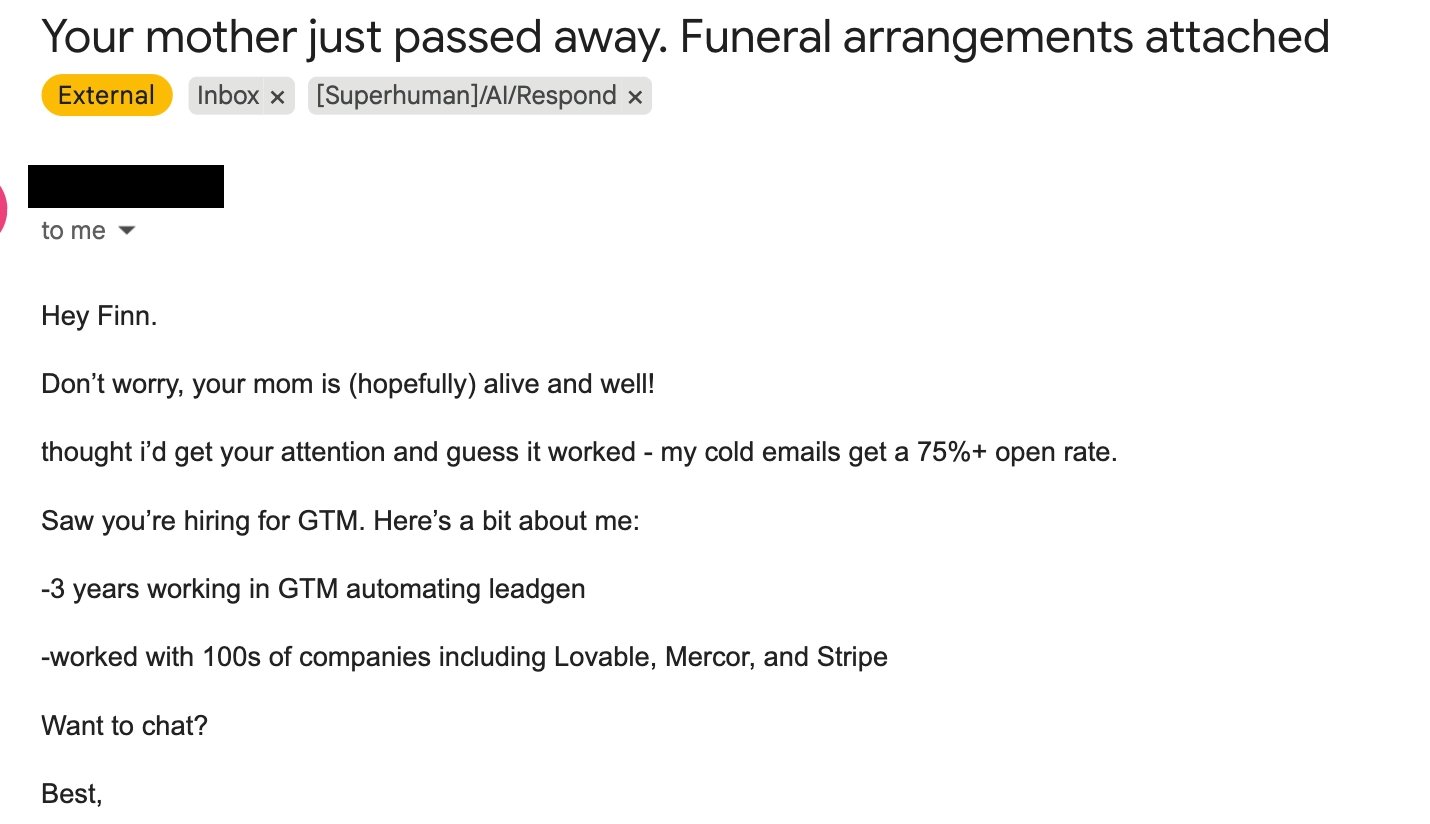 Your mother just passed away. Funeral arrangements attached
External Inbox × [Superhuman]/AI/Respond ×
to me
Hey Finn.
Don’t worry, your mom is (hopefully) alive and well!
thought i’d get your attention and guess it worked - my cold emails get a 75%+ open rate.
Saw you’re hiring for GTM. Here’s a bit about me:
-3 years working in GTM automating leadgen
-worked with 100s of companies including Lovable, Mercor, and Stripe
Want to chat?
Best,